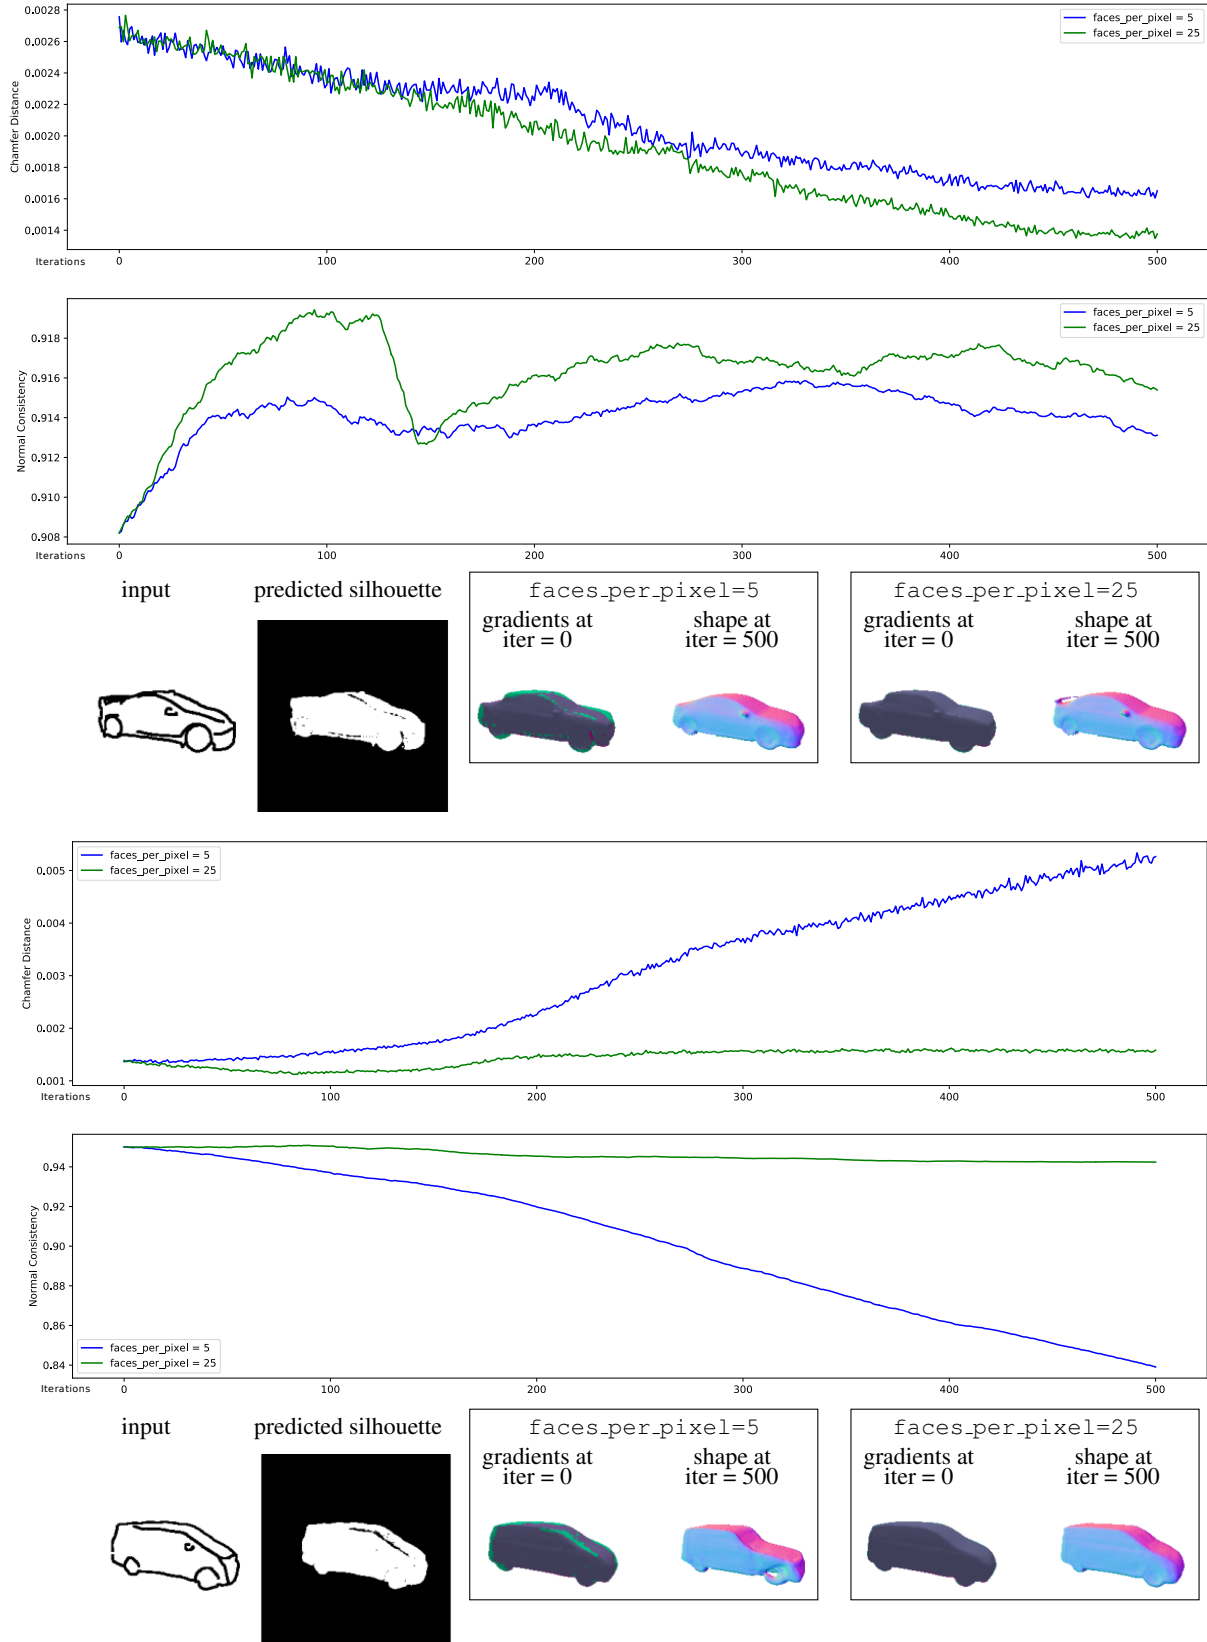 0.0028
0.0026
0.0024
0.0022
0.0020
0.0018
0.0016
0.0014
Chamfer Distance
faces_per_pixel = 5
faces_per_pixel = 25
Iterations
0 100 200 300 400 500
0.918
0.916
0.914
0.912
0.910
0.908
Normal Consistency
faces_per_pixel = 5
faces_per_pixel = 25
Iterations
0 100 200 300 400 500
input
predicted silhouette
faces_per_pixel=5
gradients at
iter = 0
shape at
iter = 500
faces_per_pixel=25
gradients at
iter = 0
shape at
iter = 500
faces_per_pixel = 5
faces_per_pixel = 25
0.005
0.004
0.003
0.002
0.001
Chamfer Distance
Iterations
0 100 200 300 400 500
0.94
0.92
0.90
0.88
0.86
0.84
Normal Consistency
faces_per_pixel = 5
faces_per_pixel = 25
Iterations
0 100 200 300 400 500
input
predicted silhouette
faces_per_pixel=5
gradients at
iter = 0
shape at
iter = 500
faces_per_pixel=25
gradients at
iter = 0
shape at
iter = 500